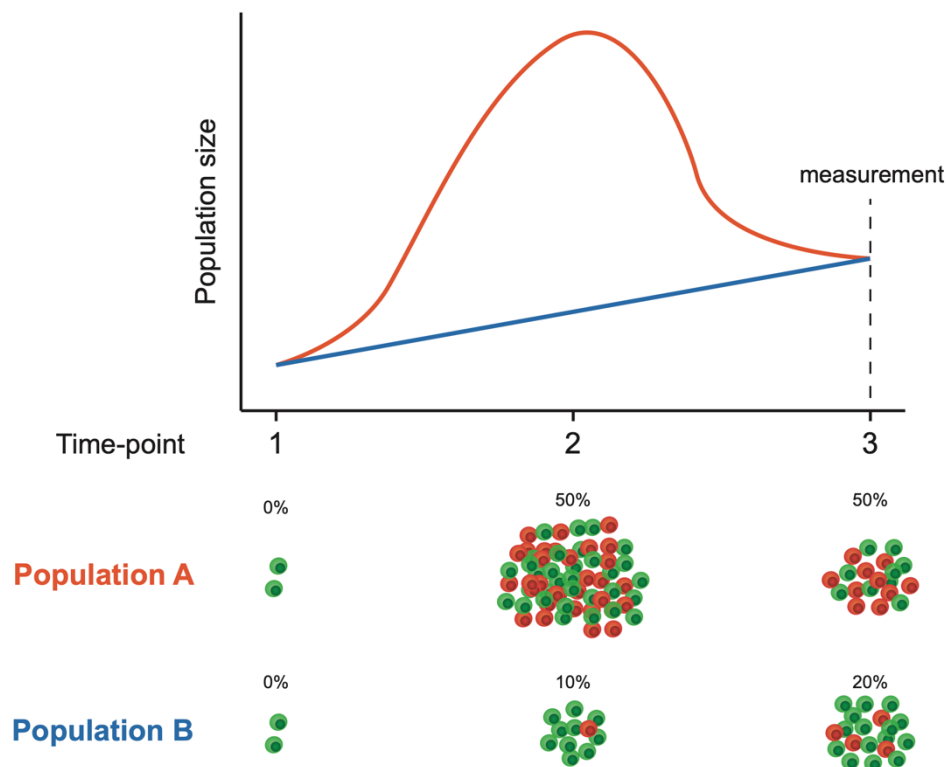 Population size
measurement
Time-point 1 2 3
0% 50% 50%
Population A
0% 10% 20%
Population B